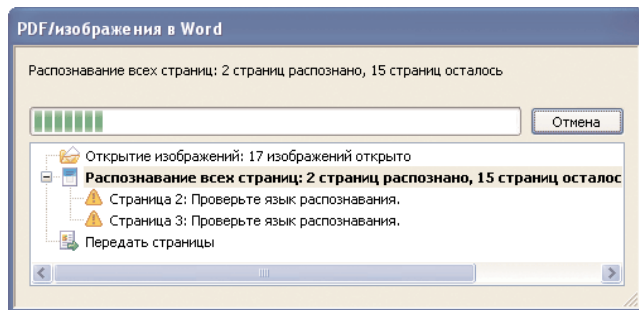 PDF/изображения в Word
Распознавание всех страниц: 2 страниц распознано, 15 страниц осталось
Отмена
Открытие изображений: 17 изображений открыто
Распознавание всех страниц: 2 страниц распознано, 15 страниц осталос
Страница 2: Проверьте язык распознавания.
Страница 3: Проверьте язык распознавания.
Передать страницы